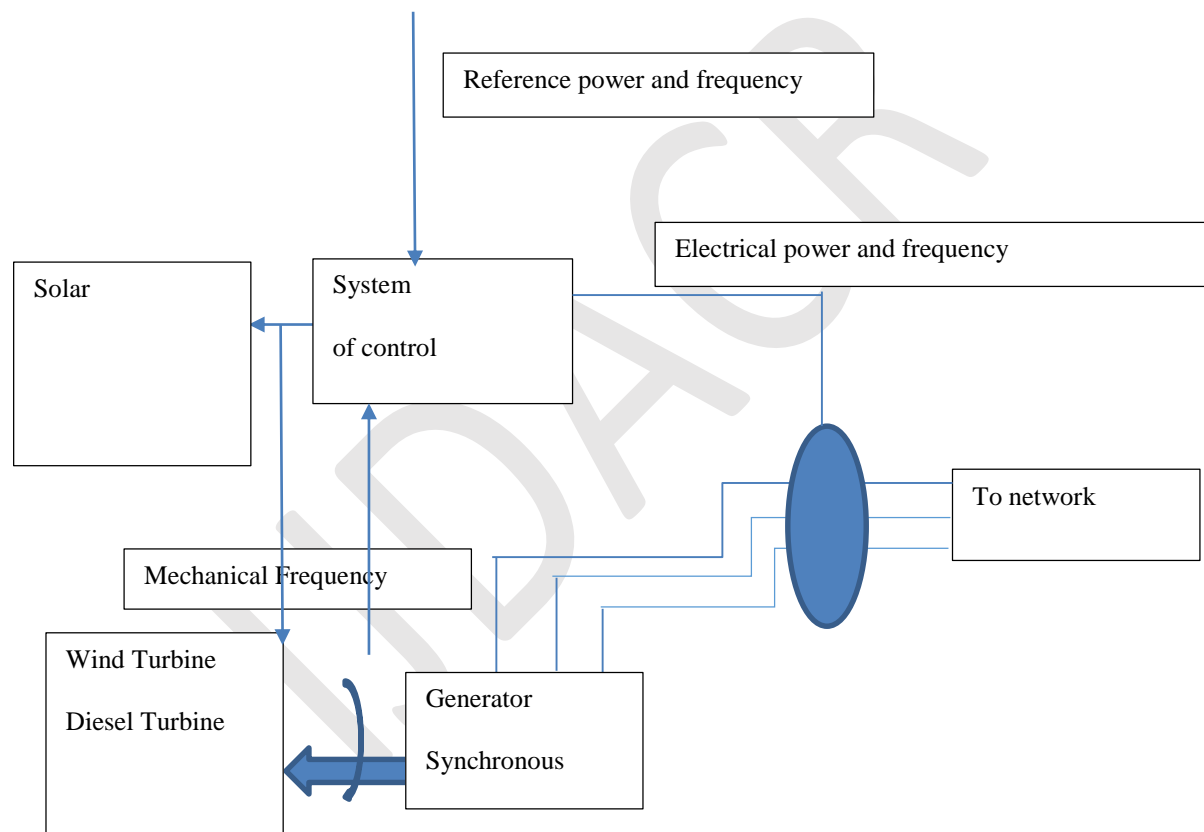 Reference power and frequency
Electrical power and frequency
Solar
System
of control
To network
Mechanical Frequency
Wind Turbine
Diesel Turbine
Generator
Synchronous
IJDACR